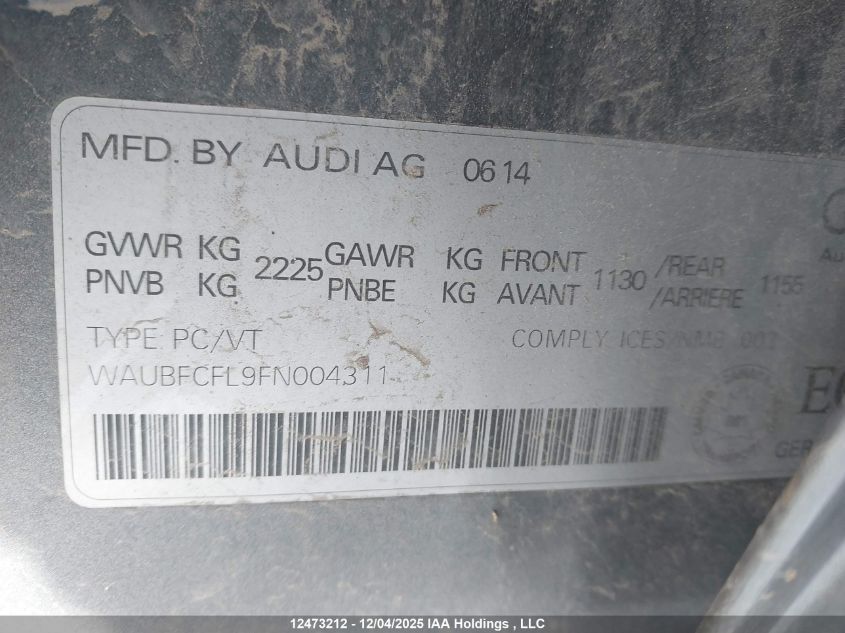 MFD. BY AUDI AG 06 14
GVWR KG 2225 GAWR KG FRONT 1130 /REAR 1155
PNVB KG PNBE KG AVANT /ARRIERE
TYPE: PC/VT COMPLY ICES/NMB 002
WAUBFCFL9FN004311
12473212 - 12/04/2025 IAA Holdings , LLC